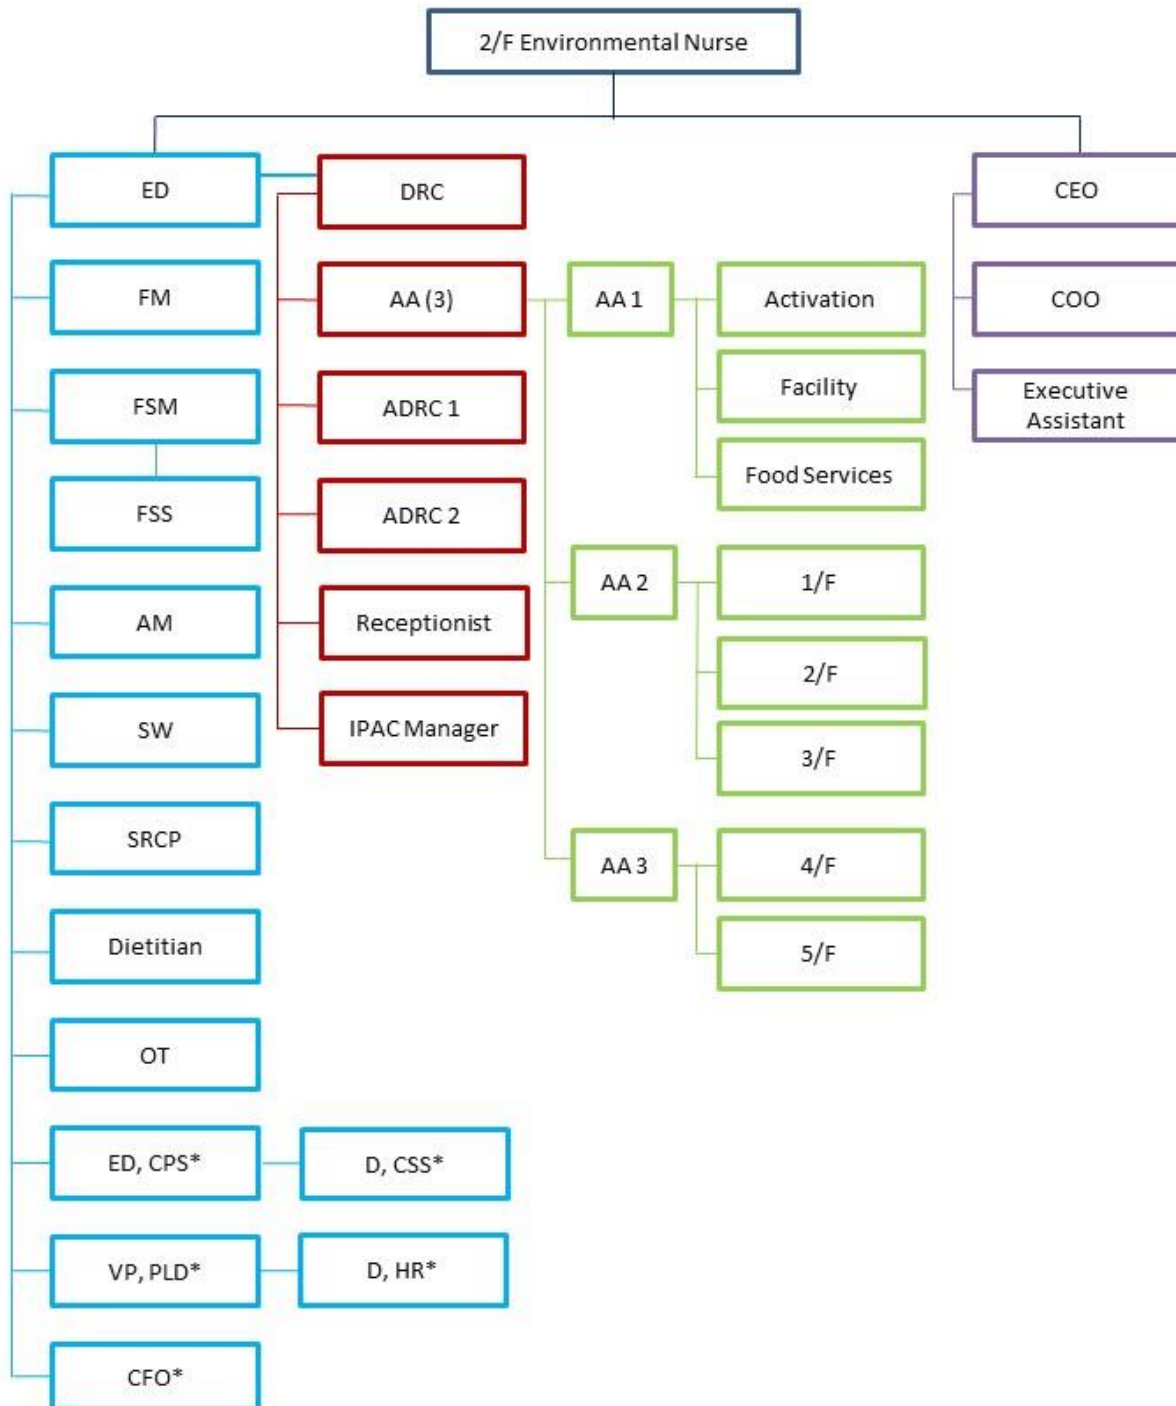 2/F Environmental Nurse
ED
DRC
CEO
FM
AA (3)
AA 1
Activation
COO
Facility
FSM
ADRC 1
Executive
Assistant
Food Services
FSS
ADRC 2
AA 2
1/F
AM
Receptionist
2/F
SW
IPAC Manager
3/F
SRCP
AA 3
4/F
Dietitian
5/F
OT
ED, CPS*
D, CSS*
VP, PLD*
D, HR*
CFO*